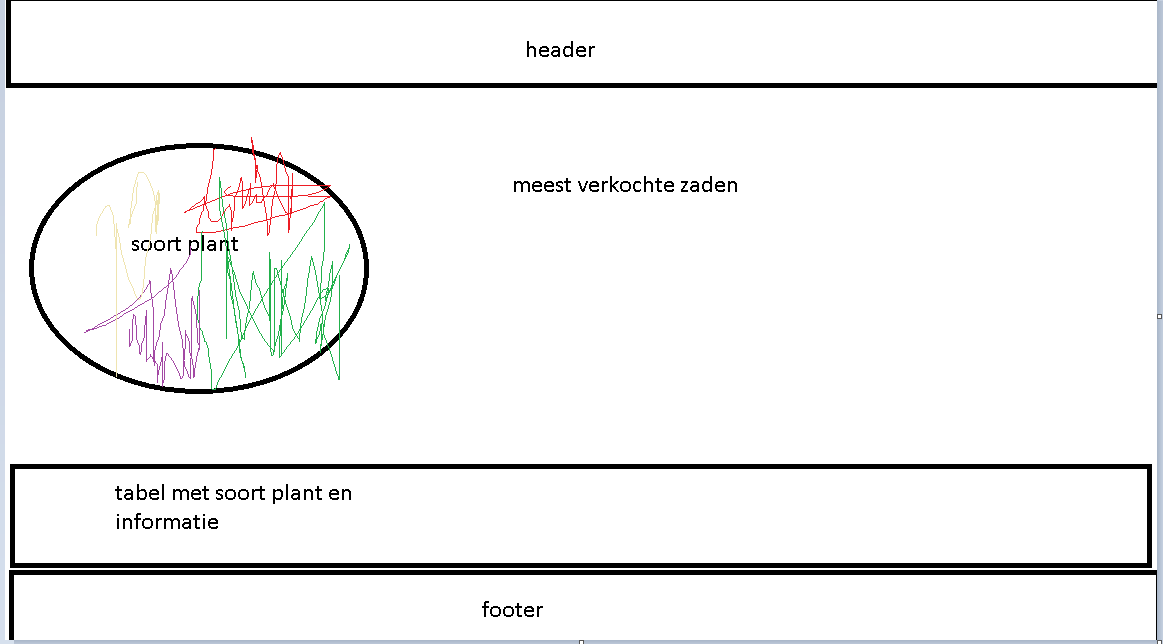 header
meest verkochte zaden
soort plant
tabel met soort plant en
informatie
footer